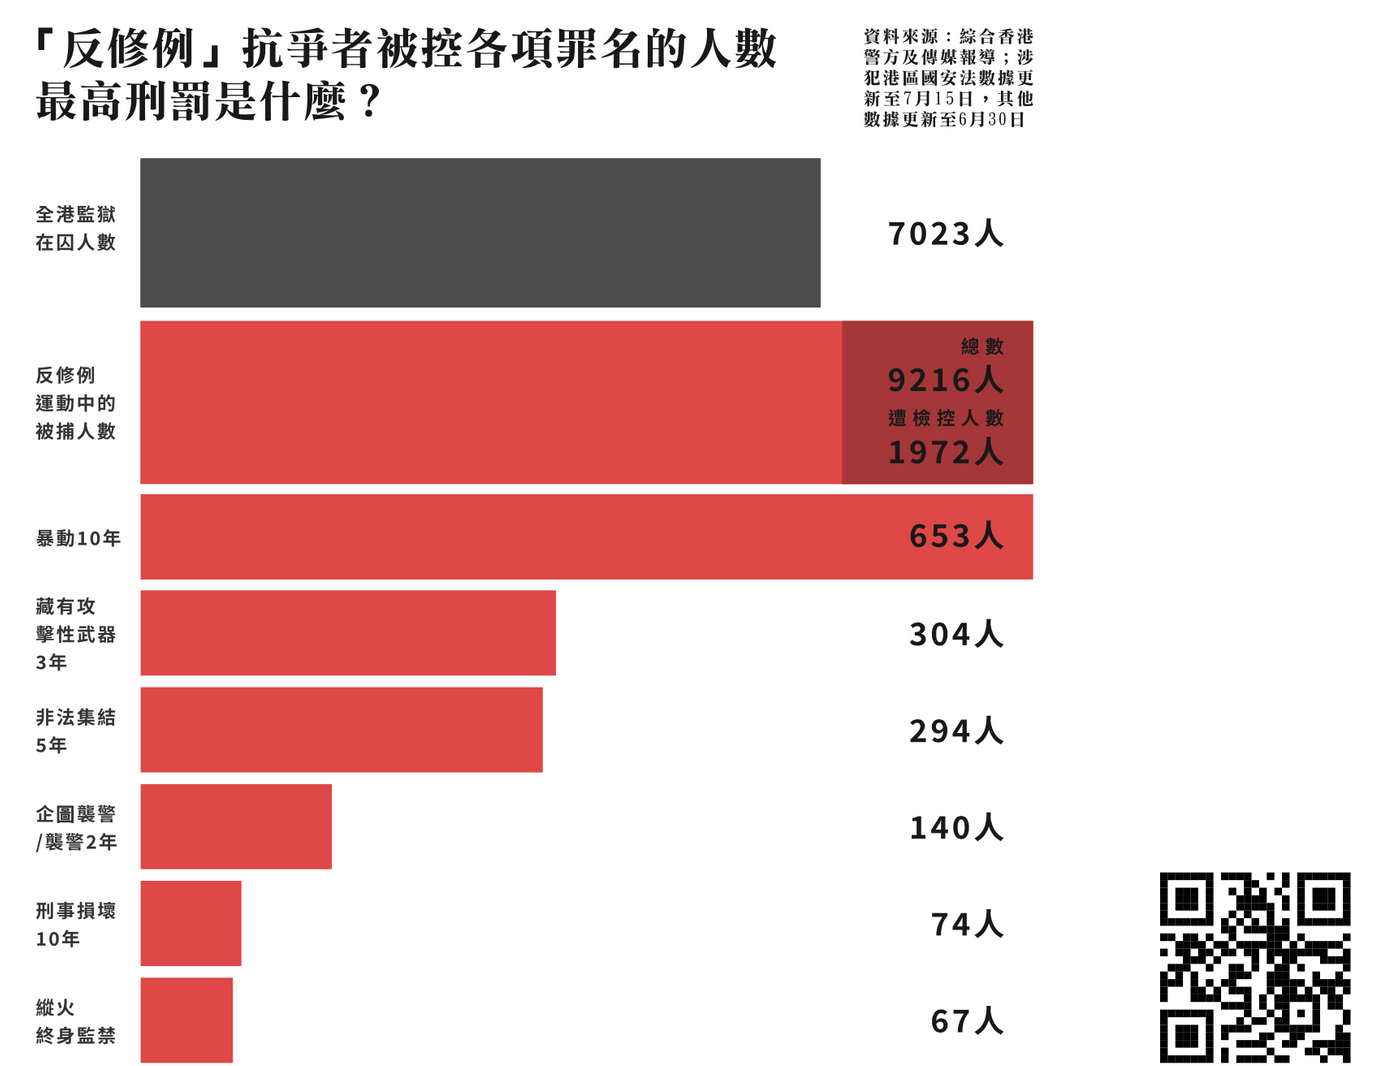 「反修例」抗爭者被控各項罪名的人數
最高刑罰是什麼？
資料來源：綜合香港
警方及傳媒報導；涉
犯港區國安法數據更
新至7月15日，其他
數據更新至6月30日
全港監獄
在囚人數
7023人
反修例
運動中的
被捕人數
總數
9216人
遭檢控人數
1972人
暴動10年
653人
藏有攻
擊性武器
3年
304人
非法集結
5年
294人
企圖襲警
/襲警2年
140人
刑事損壞
10年
74人
縱火
終身監禁
67人